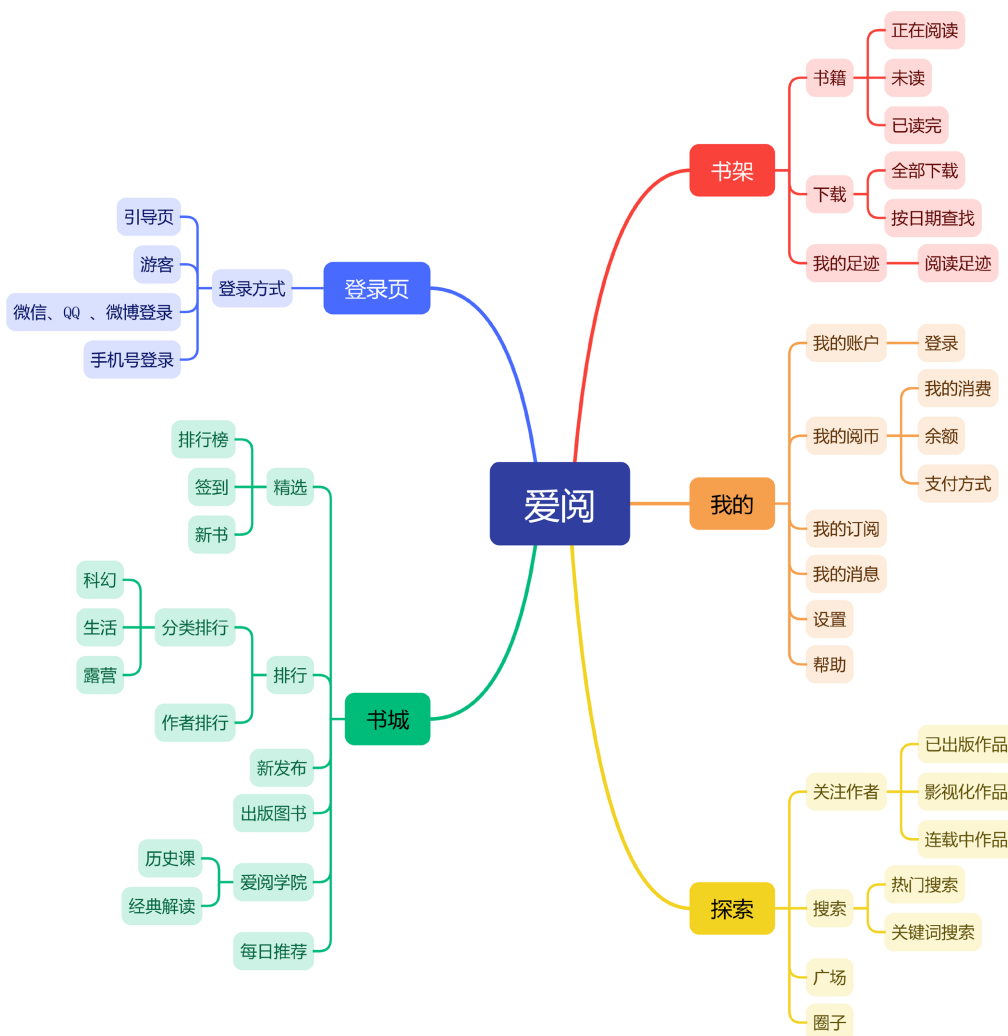 爱阅
书架
书籍
正在阅读
未读
已读完
下载
全部下载
按日期查找
我的足迹
阅读足迹
我的
我的账户
登录
我的阅币
我的消费
余额
支付方式
我的订阅
我的消息
设置
帮助
探索
关注作者
已出版作品
影视化作品
连载中作品
搜索
热门搜索
关键词搜索
广场
圈子
登录页
登录方式
引导页
游客
微信、QQ 、微博登录
手机号登录
书城
精选
排行榜
签到
新书
排行
分类排行
科幻
生活
露营
作者排行
新发布
出版图书
爱阅学院
历史课
经典解读
每日推荐